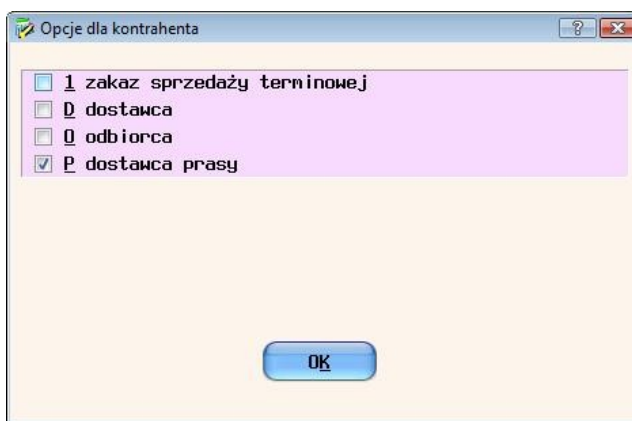 Opcje dla kontrahenta
1 zakaz sprzedaży terminowej
D dostawca
O odbiorca
P dostawca prasy
OK